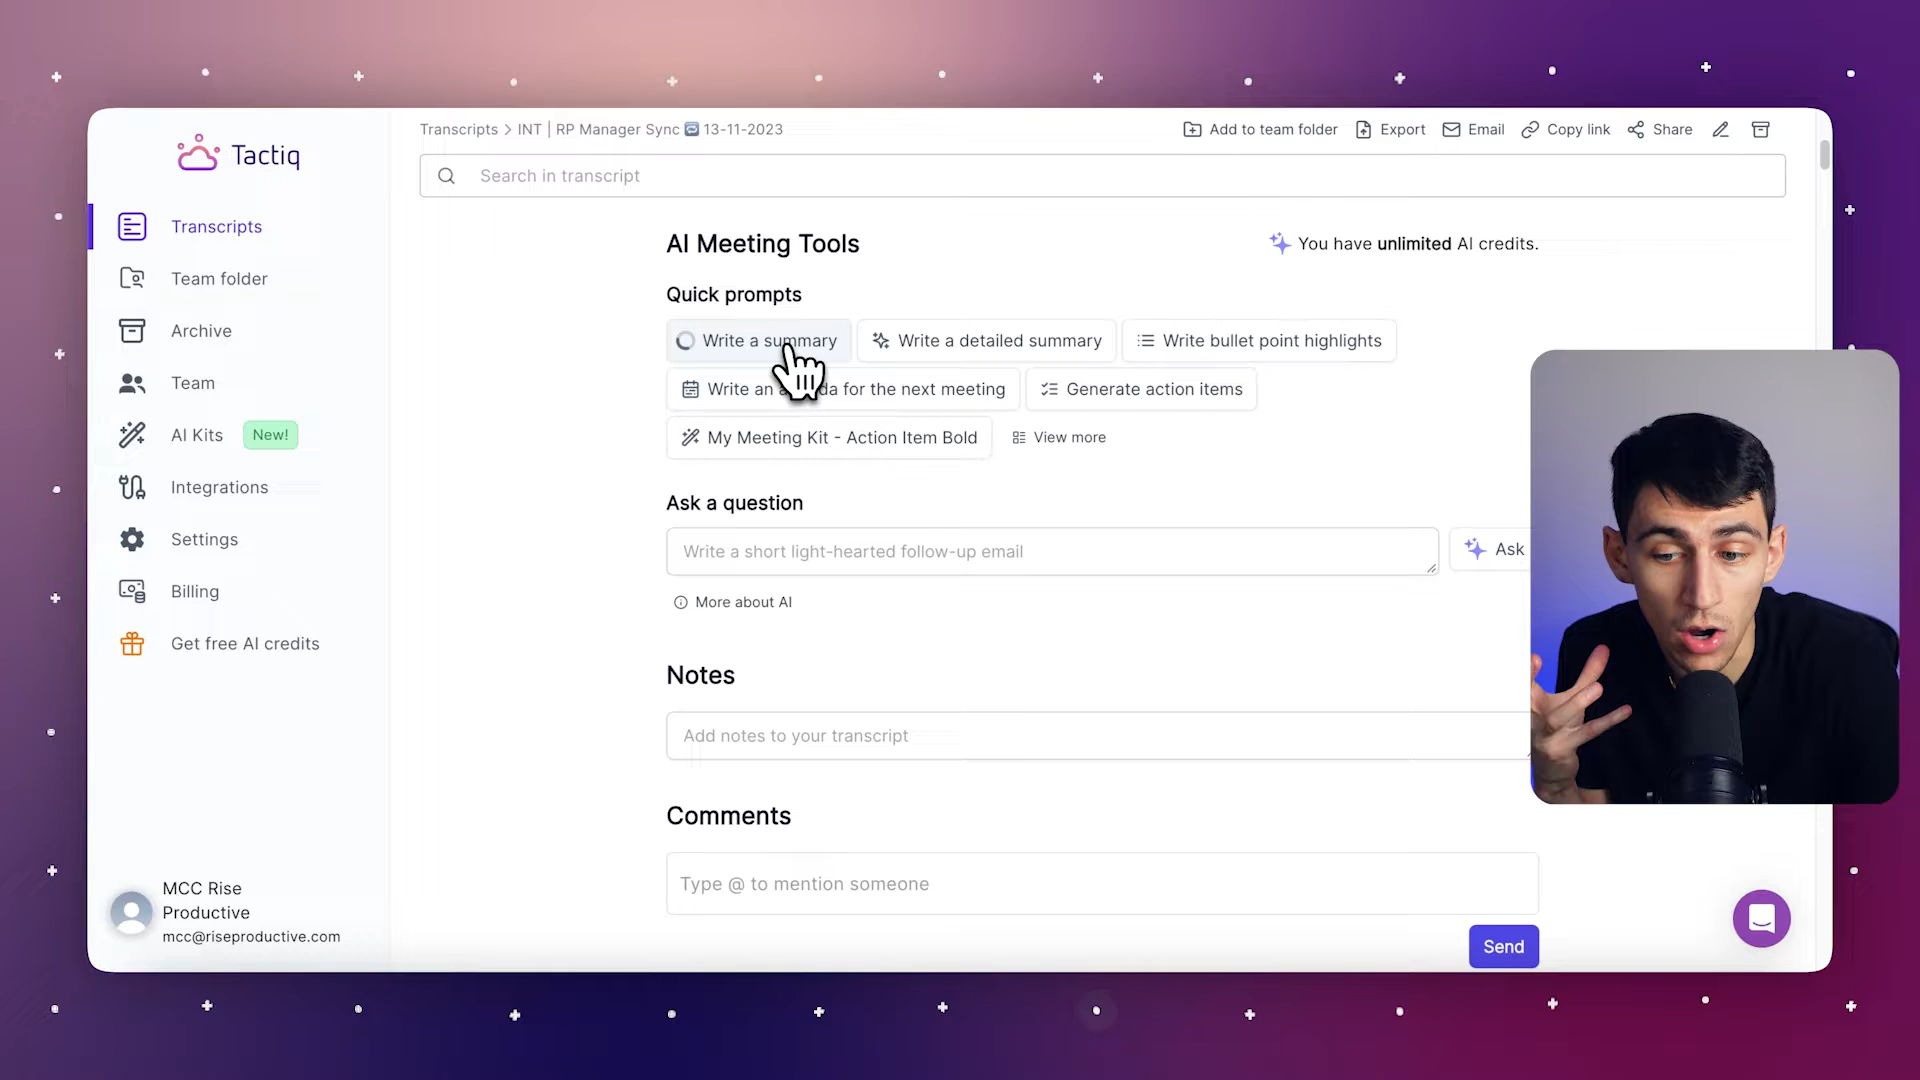 Tactiq
Transcripts
Team folder
Archive
Team
AI Kits New!
Integrations
Settings
Billing
Get free AI credits
MCC Rise
Productive
mcc@riseproductive.com
Transcripts > INT | RP Manager Sync 🔁 13-11-2023
Add to team folder Export Email Copy link Share
Search in transcript
AI Meeting Tools
You have unlimited AI credits.
Quick prompts
Write a summary Write a detailed summary Write bullet point highlights
Write an a da for the next meeting Generate action items
My Meeting Kit - Action Item Bold View more
Ask a question
Write a short light-hearted follow-up email
Ask
More about AI
Notes
Add notes to your transcript
Comments
Type @ to mention someone
Send